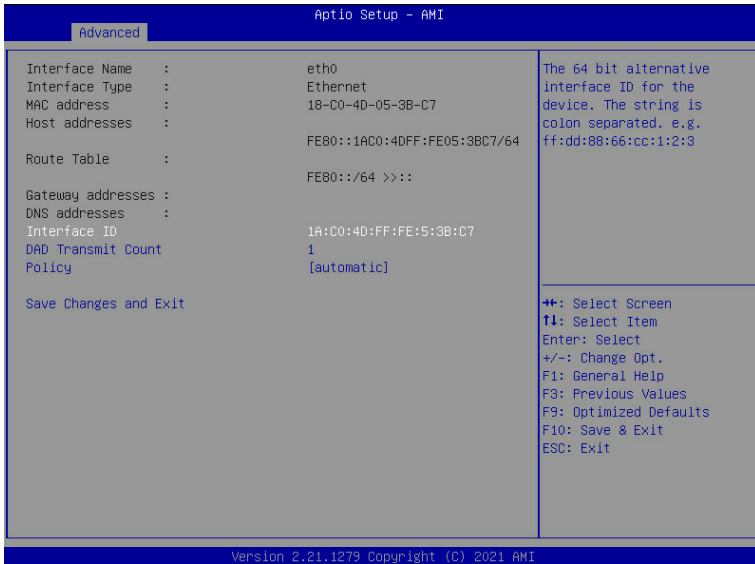 Aptio Setup - AMI
Advanced
Interface Name : eth0
Interface Type : Ethernet
MAC address : 18-C0-4D-05-3B-C7
Host addresses :
FE80::1AC0:4DFF:FE05:3BC7/64
Route Table :
FE80::/64 >>::
Gateway addresses :
DNS addresses :
Interface ID 1A:C0:4D:FF:FE:5:3B:C7
DAD Transmit Count 1
Policy [automatic]
Save Changes and Exit
The 64 bit alternative
interface ID for the
device. The string is
colon separated. e.g.
ff:dd:88:66:cc:1:2:3
→←: Select Screen
↑↓: Select Item
Enter: Select
+/-: Change Opt.
F1: General Help
F3: Previous Values
F9: Optimized Defaults
F10: Save & Exit
ESC: Exit
Version 2.21.1279 Copyright (C) 2021 AMI